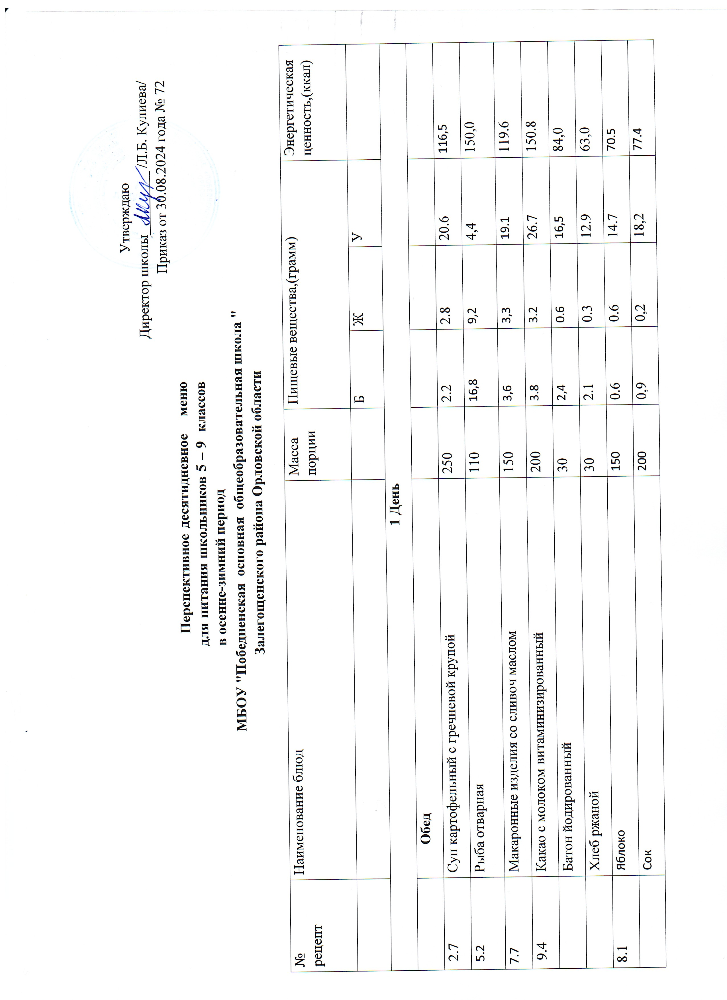 Утверждаю
Директор школы /Л.Б. Кулиева/
Приказ от 30.08.2024 года № 72
Перспективное десятидневное меню
для питания школьников 5 – 9 классов
в осенне-зимний период
МБОУ "Победненская основная общеобразовательная школа"
Залегощенского района Орловской области
№ рецепт Наименование блюд Масса порции Пищевые вещества,(грамм) Энергетическая ценность,(ккал)
Б Ж У
1 День
Обед
2.7 Суп картофельный с гречневой крупой 250 2.2 2.8 20.6 116,5
5.2 Рыба отварная 110 16,8 9,2 4,4 150,0
7.7 Макаронные изделия со сливоч маслом 150 3,6 3,3 19.1 119.6
9.4 Какао с молоком витаминизированный 200 3.8 3.2 26.7 150.8
Батон йодированный 30 2,4 0.6 16,5 84,0
Хлеб ржаной 30 2.1 0.3 12.9 63,0
8.1 Яблоко 150 0.6 0.6 14.7 70.5
Сок 200 0,9 0,2 18,2 77.4